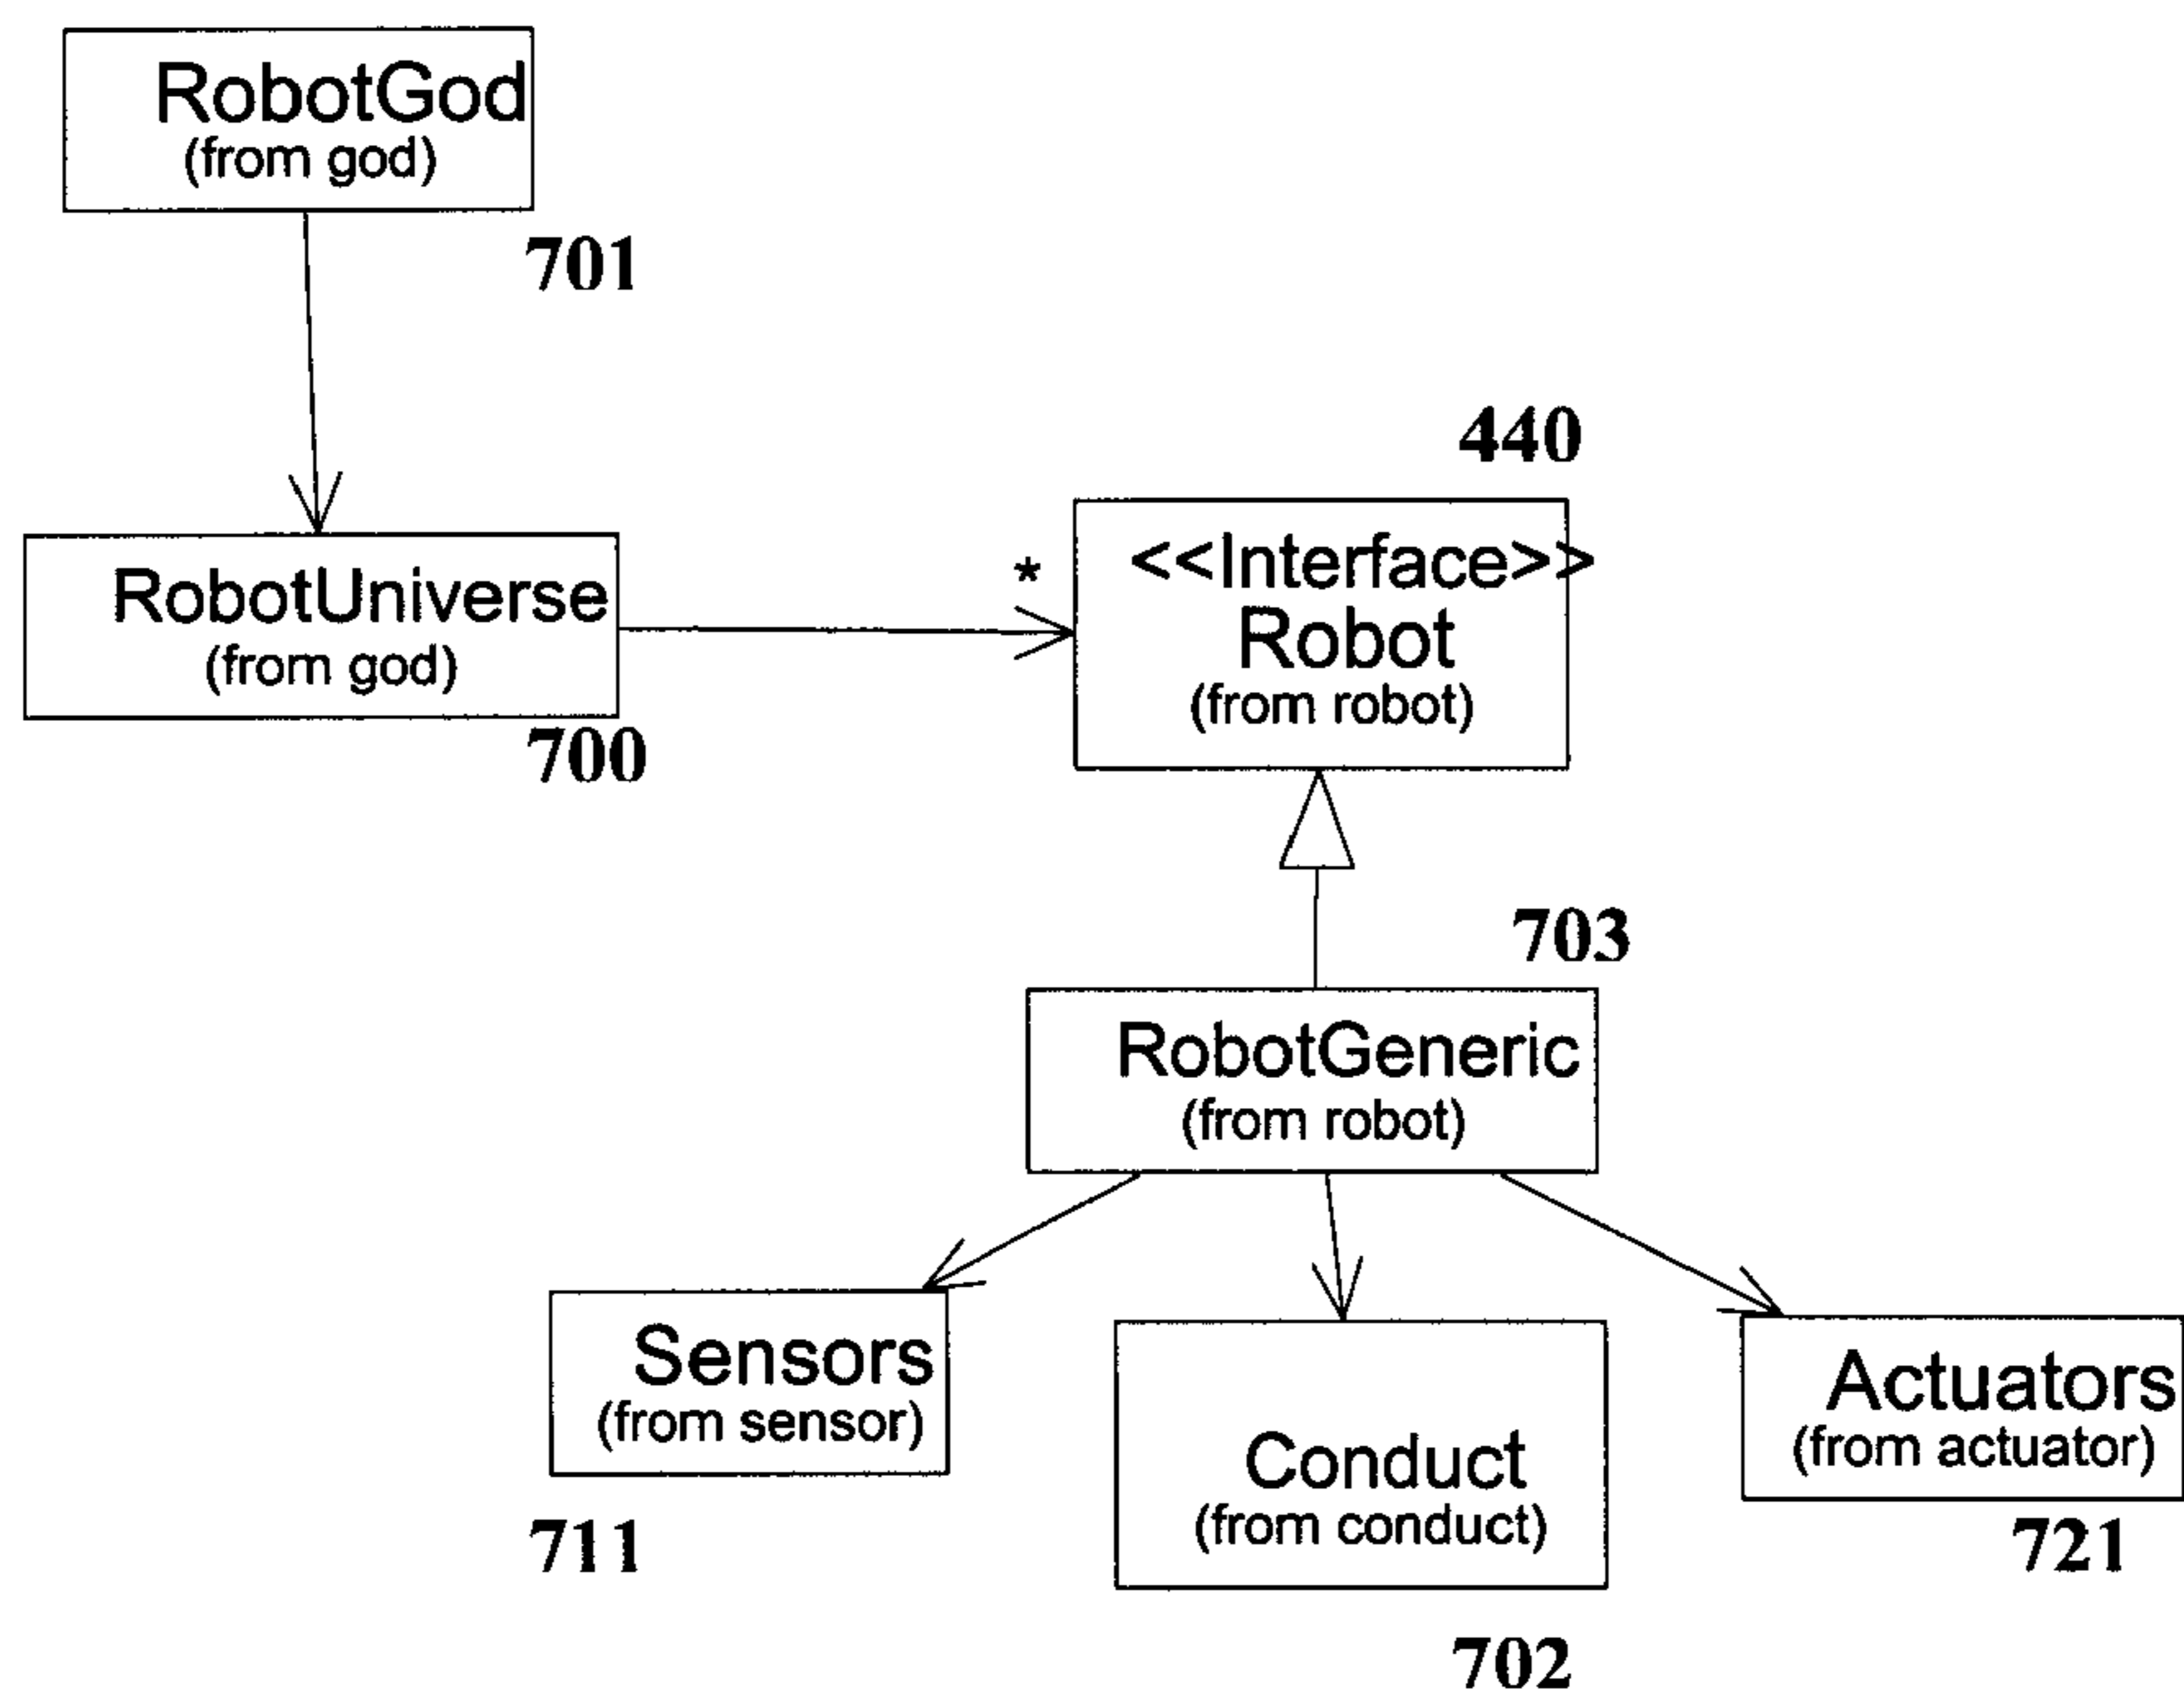 RobotGod
(from god)
701
440
RobotUniverse
(from god)
700
*
<<Interface>>
Robot
(from robot)
703
RobotGeneric
(from robot)
Sensors
(from sensor)
711
Conduct
(from conduct)
702
Actuators
(from actuator)
721